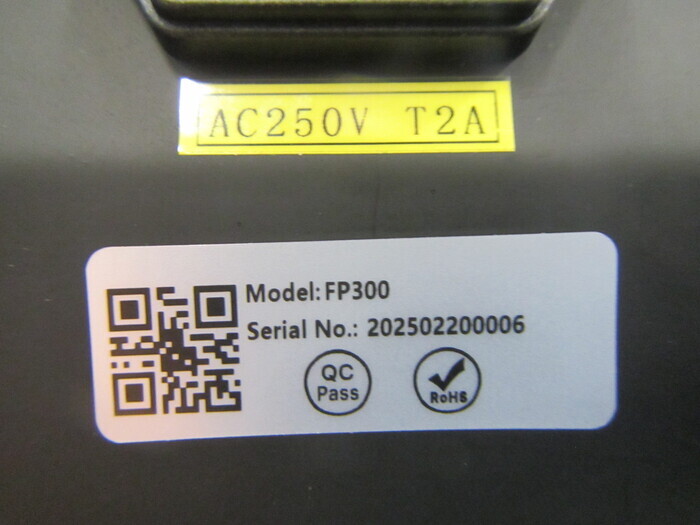 AC250V T2A
Model:FP300
Serial No.: 202502200006
QC
Pass
RoHS